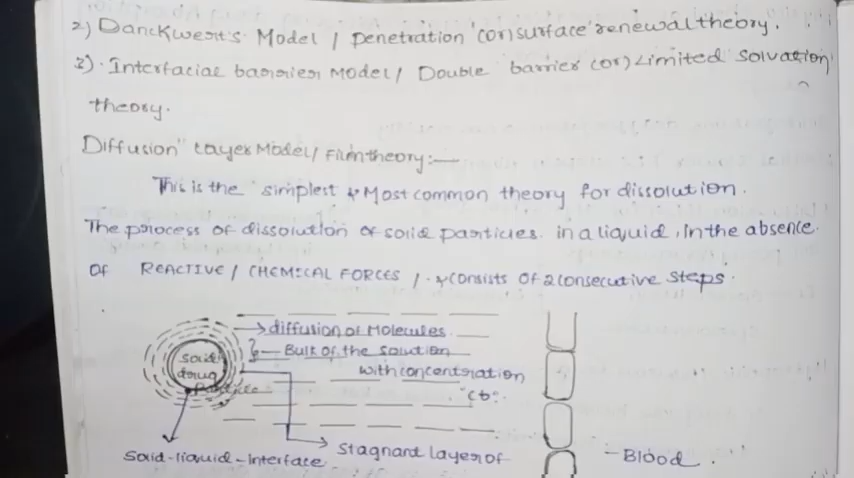 2) Danckwert's Model / Penetration (or) surface renewal theory.
3). Interfacial barrier Model / Double barrier (or) Limited solvation
theory.
Diffusion Layer Model / Film theory:-
This is the simplest & Most common theory for dissolution.
The process of dissolution of solid particles in a liquid, In the absence
of REACTIVE / CHEMICAL FORCES / & consists of 2 consecutive steps.
diffusion of Molecules
Bulk of the solution
with concentration
"Cb".
solid
drug
Particle
Stagnant layer of
Solid-liquid-interface
- Blood.